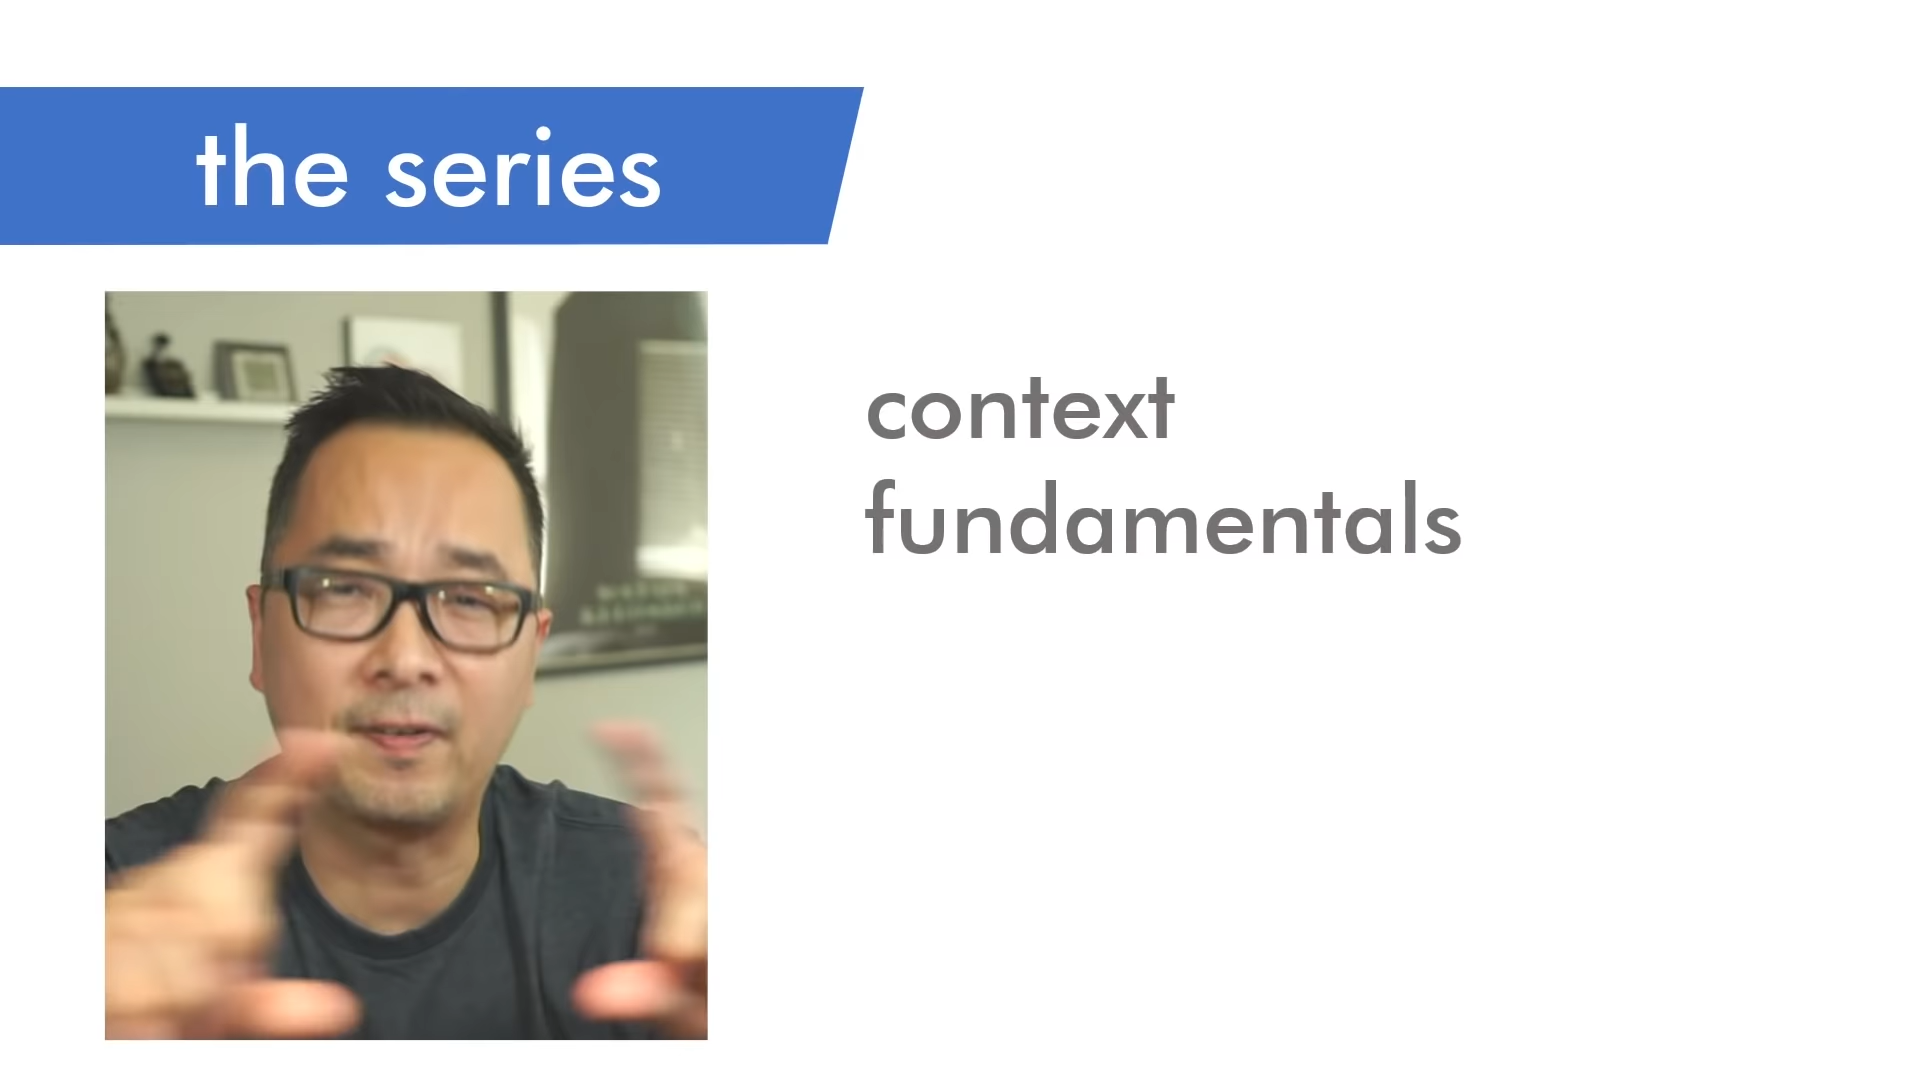 the series
context
fundamentals